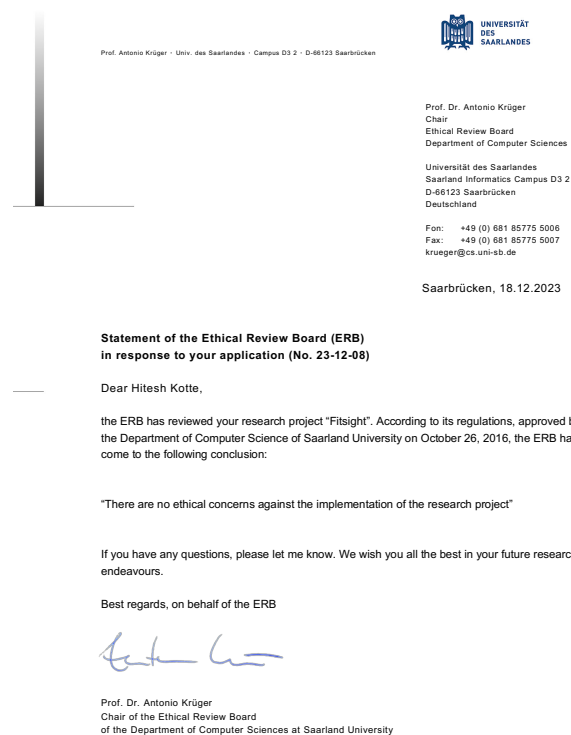 UNIVERSITÄT
DES
SAARLANDES
Prof. Antonio Krüger · Univ. des Saarlandes · Campus D3 2 · D-66123 Saarbrücken
Prof. Dr. Antonio Krüger
Chair
Ethical Review Board
Department of Computer Sciences
Universität des Saarlandes
Saarland Informatics Campus D3 2
D-66123 Saarbrücken
Deutschland
Fon: +49 (0) 681 85775 5006
Fax: +49 (0) 681 85775 5007
krueger@cs.uni-sb.de
Saarbrücken, 18.12.2023
Statement of the Ethical Review Board (ERB)
in response to your application (No. 23-12-08)
Dear Hitesh Kotte,
the ERB has reviewed your research project “Fitsight”. According to its regulations, approved b
the Department of Computer Science of Saarland University on October 26, 2016, the ERB ha
come to the following conclusion:
“There are no ethical concerns against the implementation of the research project”
If you have any questions, please let me know. We wish you all the best in your future researc
endeavours.
Best regards, on behalf of the ERB
Prof. Dr. Antonio Krüger
Chair of the Ethical Review Board
of the Department of Computer Sciences at Saarland University